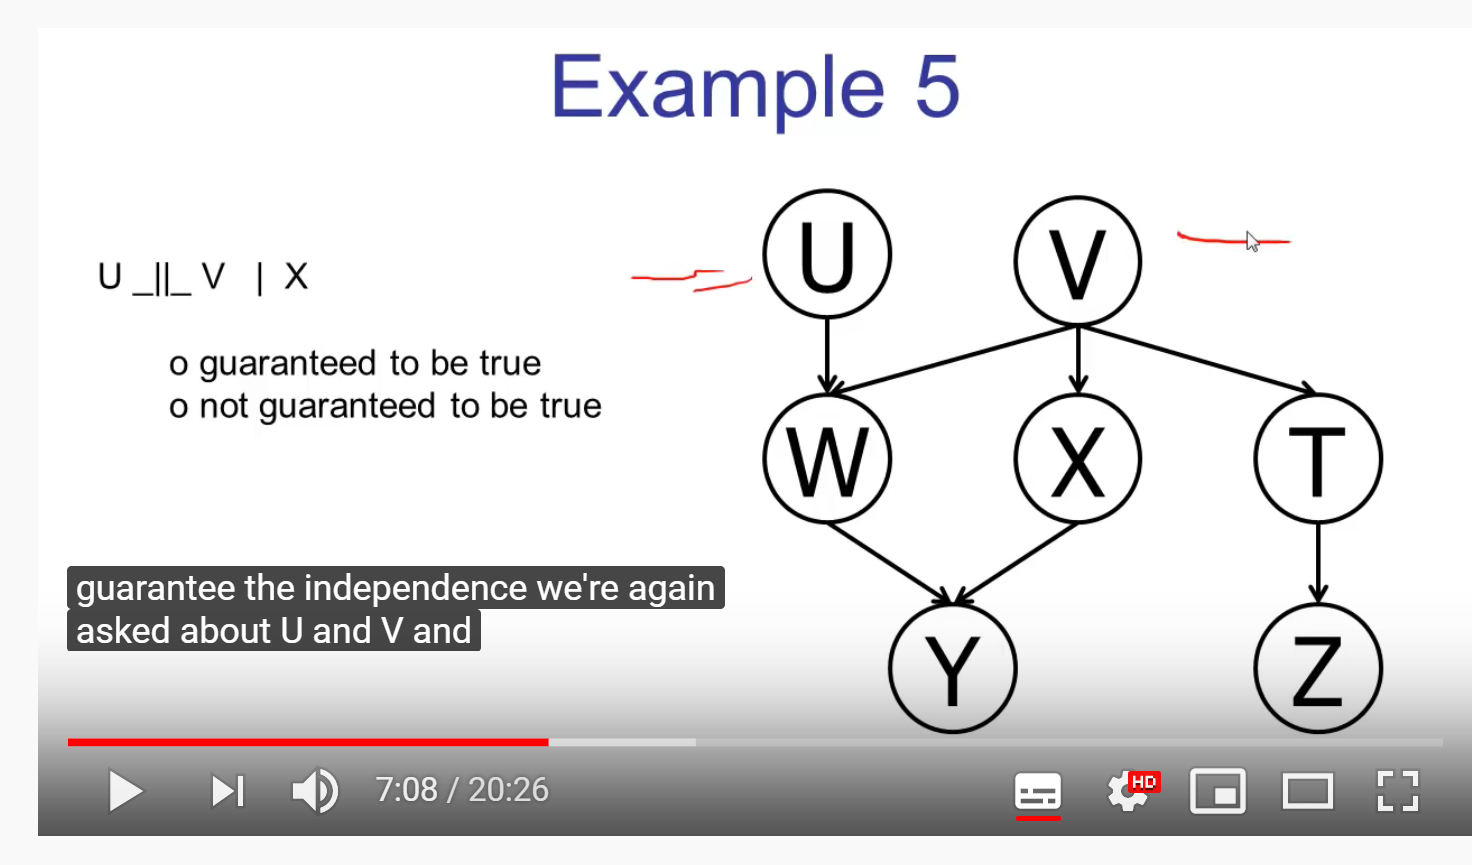 Example 5
U _||_ V | X
o guaranteed to be true
o not guaranteed to be true
U
V
W
X
T
Y
Z
guarantee the independence we're again
asked about U and V and
7:08 / 20:26
HD